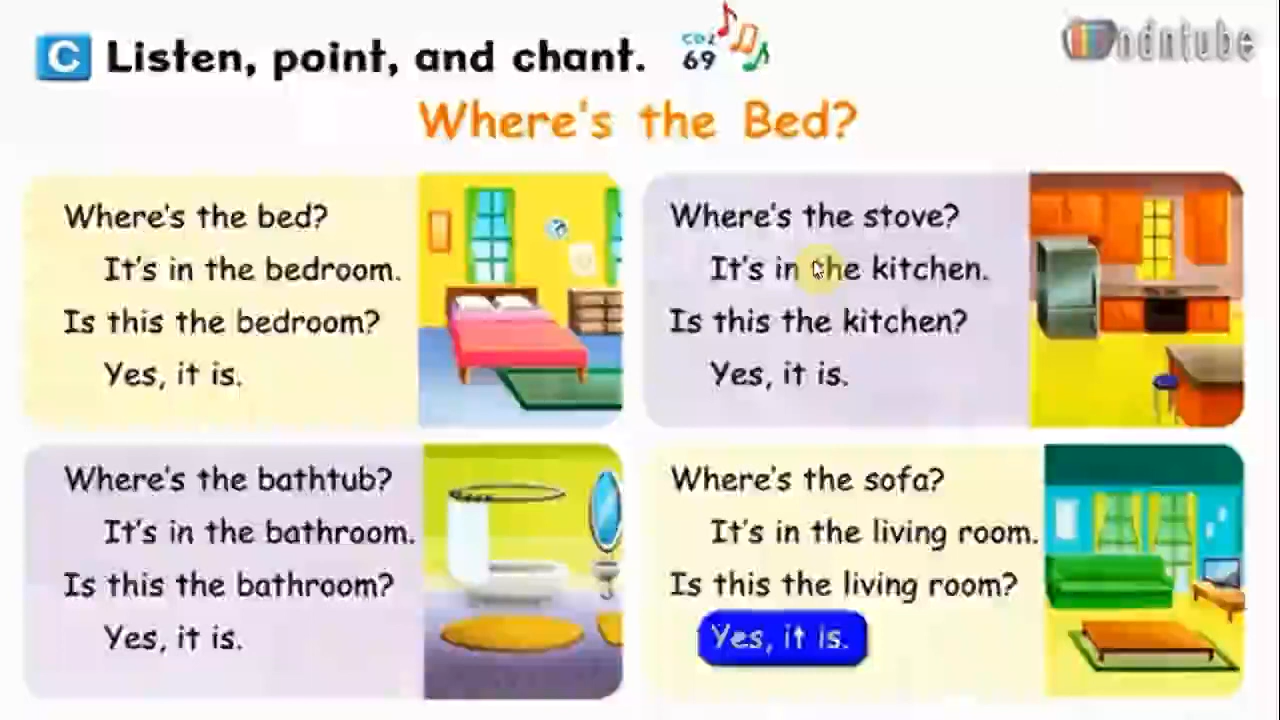 C Listen, point, and chant. CD2 69
ndntube
Where's the Bed?
Where's the bed?
It's in the bedroom.
Is this the bedroom?
Yes, it is.
Where's the stove?
It's in the kitchen.
Is this the kitchen?
Yes, it is.
Where's the bathtub?
It's in the bathroom.
Is this the bathroom?
Yes, it is.
Where's the sofa?
It's in the living room.
Is this the living room?
Yes, it is.